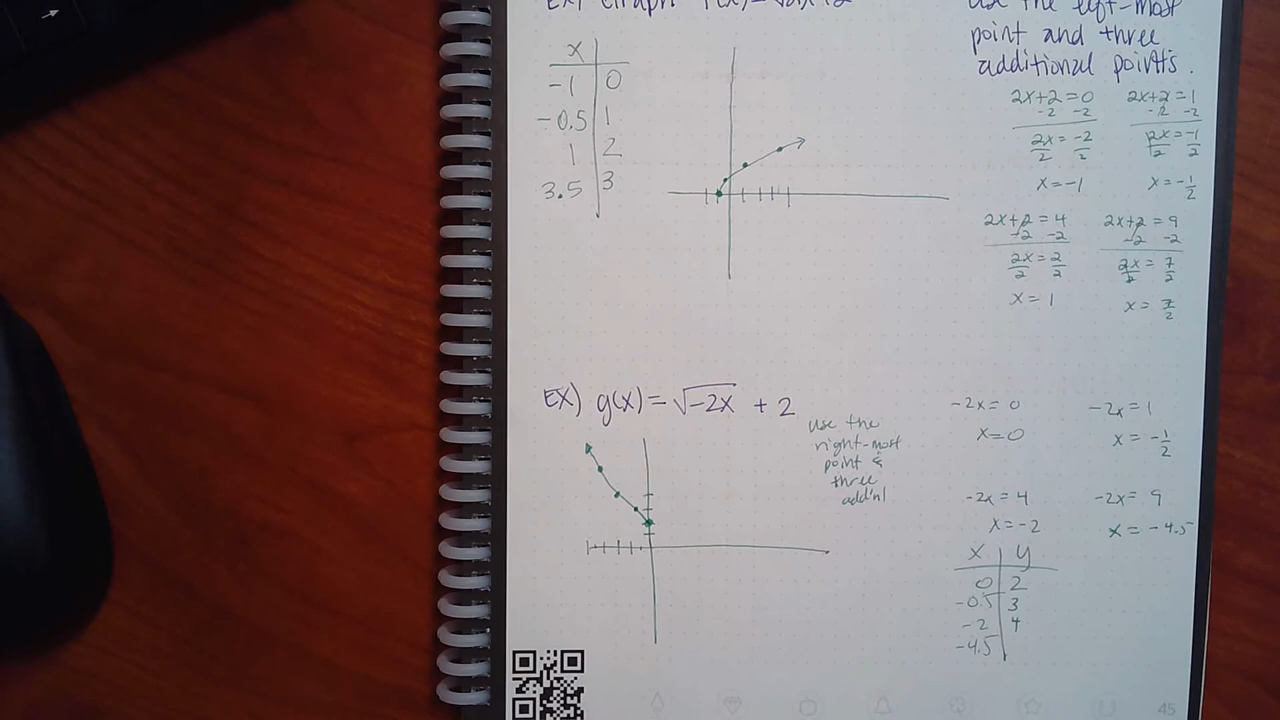 EX) Graph f(x)=√2x+2
Use the left-most
point and three
additional points.
x
-1 0
-0.5 1
1 2
3.5 3
2x+2=0 2x+2=1
-2 -2 -2 -2
2x=-2 2x=-1
2 2 2 2
x=-1 x=-1/2
2x+2=4 2x+2=9
-2 -2 -2 -2
2x=2 2x=7
2 2 2 2
x=1 x=7/2
EX) g(x)=√-2x + 2
use the
right-most
point &
three
add'nl
-2x=0 -2x=1
x=0 x=-1/2
-2x=4 -2x=9
x=-2 x=-4.5
x y
0 2
-0.5 3
-2 4
-4.5
45